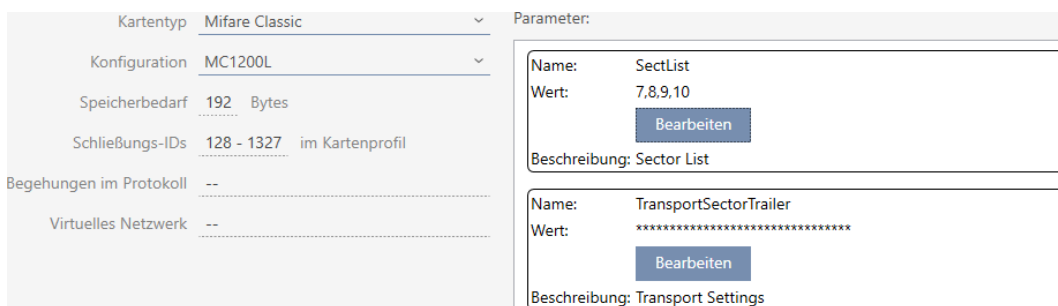 Kartentyp Mifare Classic
Konfiguration MC1200L
Speicherbedarf 192 Bytes
Schließungs-IDs 128 - 1327 im Kartenprofil
Begehungen im Protokoll --
Virtuelles Netzwerk --
Parameter:
Name: SectList
Wert: 7,8,9,10
Bearbeiten
Beschreibung: Sector List
Name: TransportSectorTrailer
Wert: ********************************
Bearbeiten
Beschreibung: Transport Settings